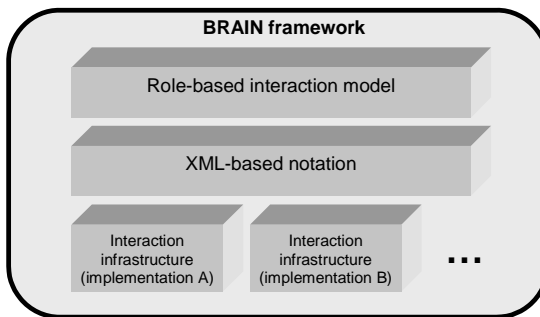 BRAIN framework
Role-based interaction model
XML-based notation
Interaction
infrastructure
(implementation A)
Interaction
infrastructure
(implementation B)
...